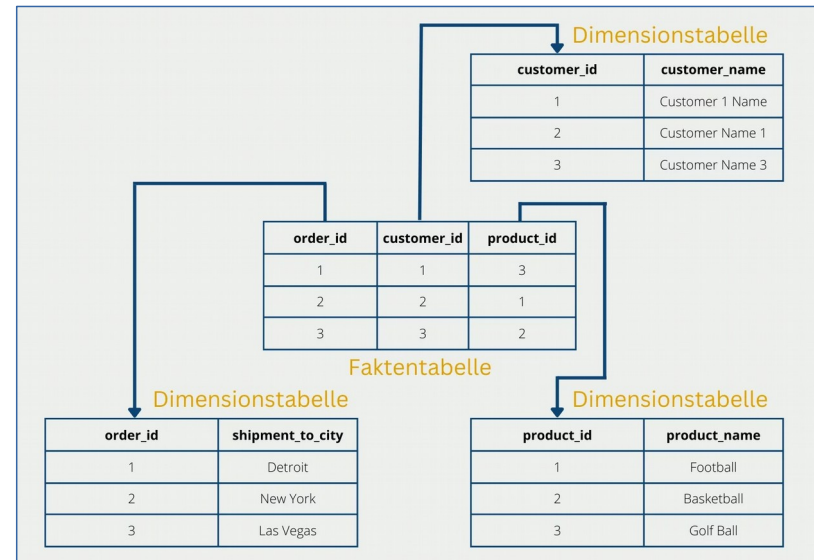 Dimensionstabelle
customer_id customer_name
1 Customer 1 Name
2 Customer Name 1
3 Customer Name 3
order_id customer_id product_id
1 1 3
2 2 1
3 3 2
Faktentabelle
Dimensionstabelle
order_id shipment_to_city
1 Detroit
2 New York
3 Las Vegas
Dimensionstabelle
product_id product_name
1 Football
2 Basketball
3 Golf Ball